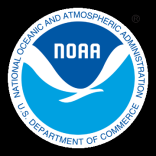 NATIONAL OCEANIC AND ATMOSPHERIC ADMINISTRATION
NOAA
U.S. DEPARTMENT OF COMMERCE
®